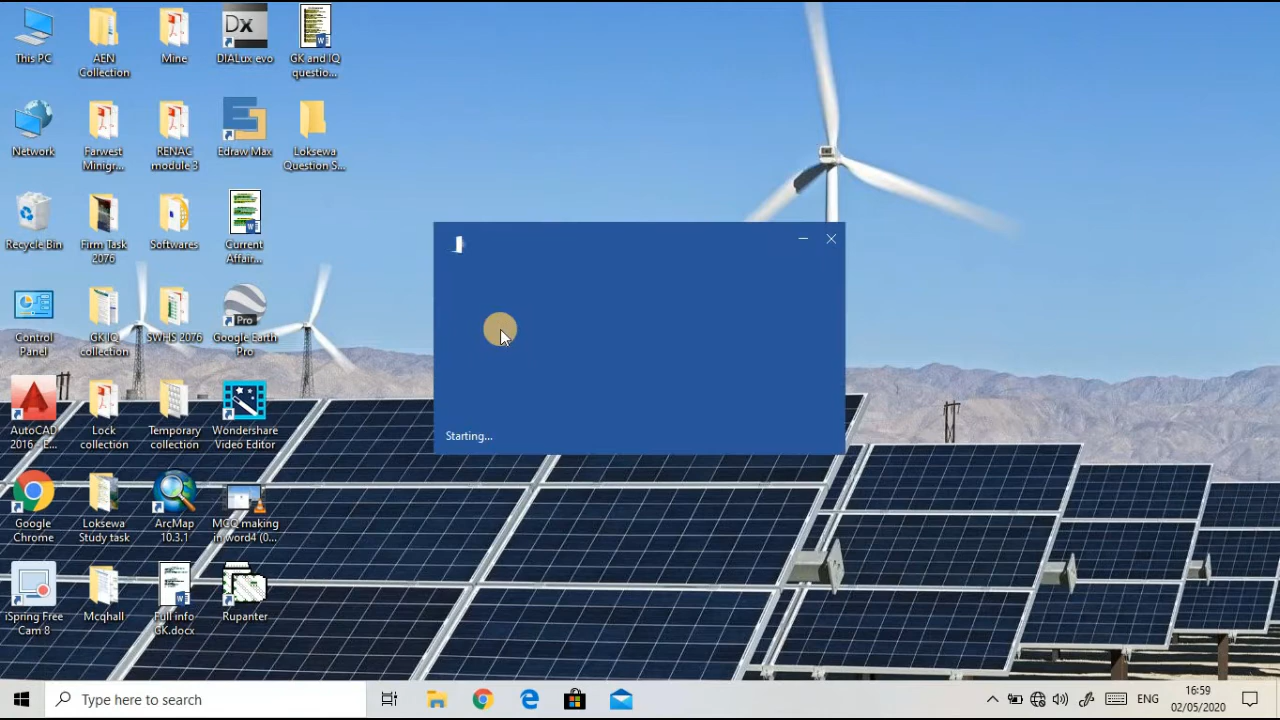 This PC
AEN
Collection
Mine
Dx
DIALux evo
GK and IQ
questio...
Network
Farwest
Minigr...
RENAC
module 3
Edraw Max
Loksewa
Question S...
Recycle Bin
Firm Task
2076
Softwares
Current
Affair...
Control
Panel
GK IQ
collection
SWHS 2076
Pro
Google Earth
Pro
AutoCAD
2016 - E...
Lock
collection
Temporary
collection
Wondershare
Video Editor
Google
Chrome
Loksewa
Study task
ArcMap
10.3.1
MCQ making
in word4 (0...
iSpring Free
Cam 8
Mcqhall
Full info
GK.docx
Rupanter
Starting...
Type here to search
ENG
16:59
02/05/2020